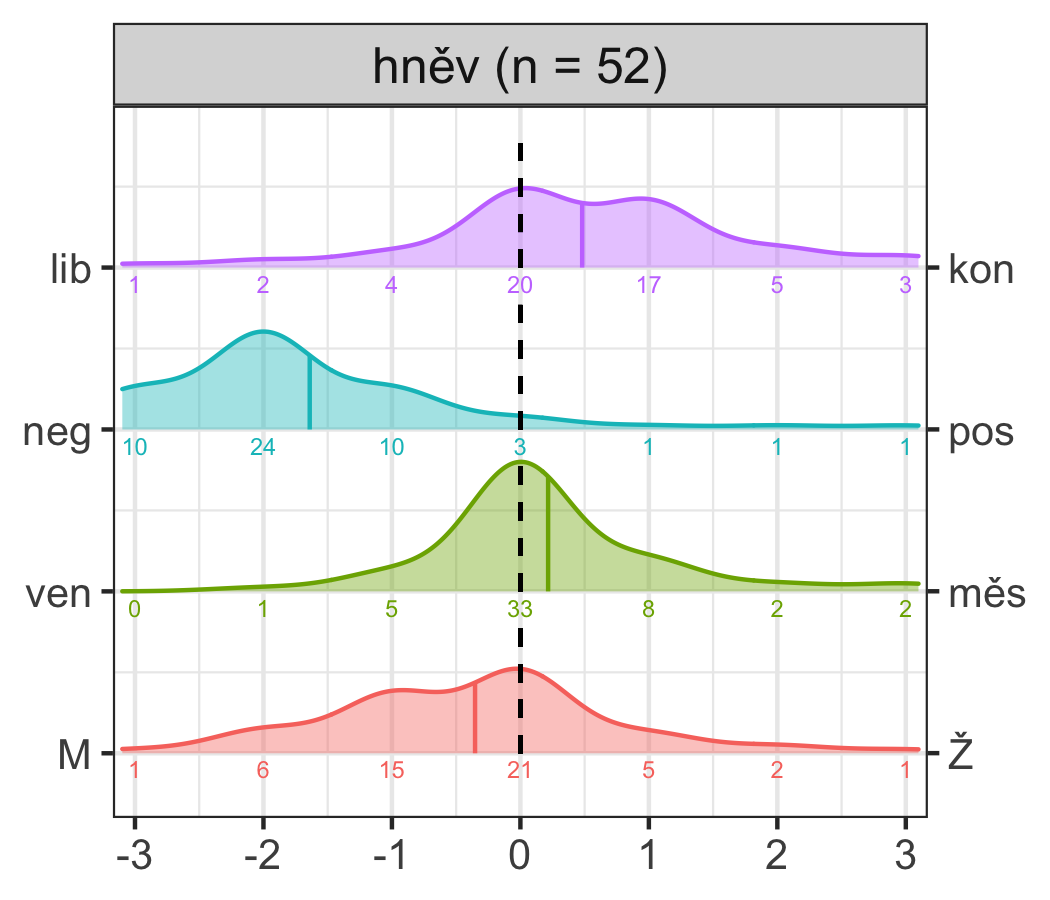 hněv (n = 52)
lib kon
1 2 4 20 17 5 3
neg pos
10 24 10 3 1 1 1
ven měs
0 1 5 33 8 2 2
M Ž
1 6 15 21 5 2 1
-3 -2 -1 0 1 2 3